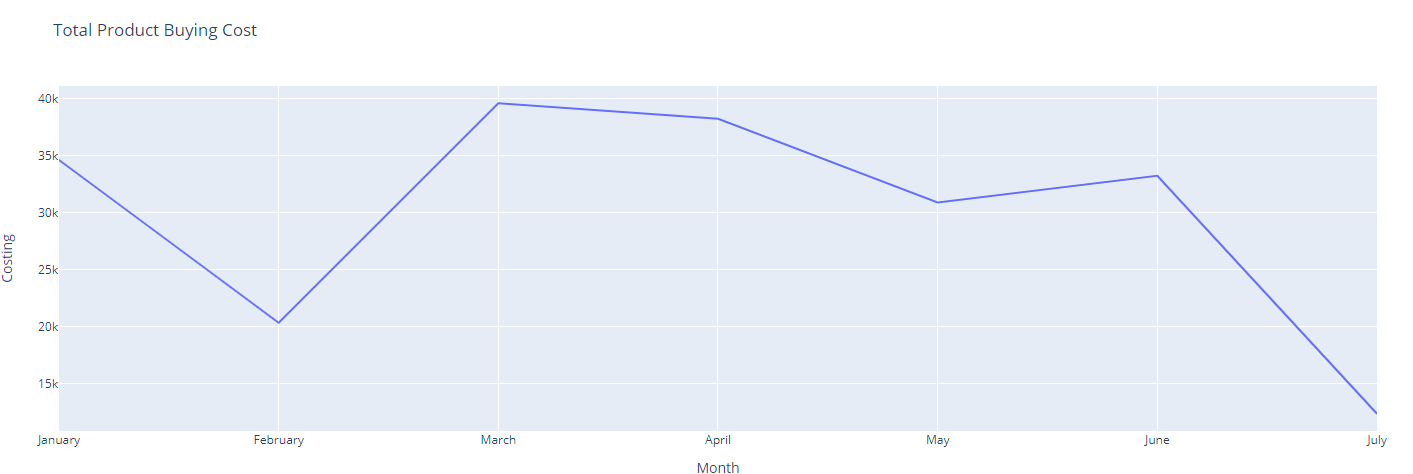 Total Product Buying Cost
40k
35k
30k
25k
20k
15k
Costing
January February March April May June July
Month